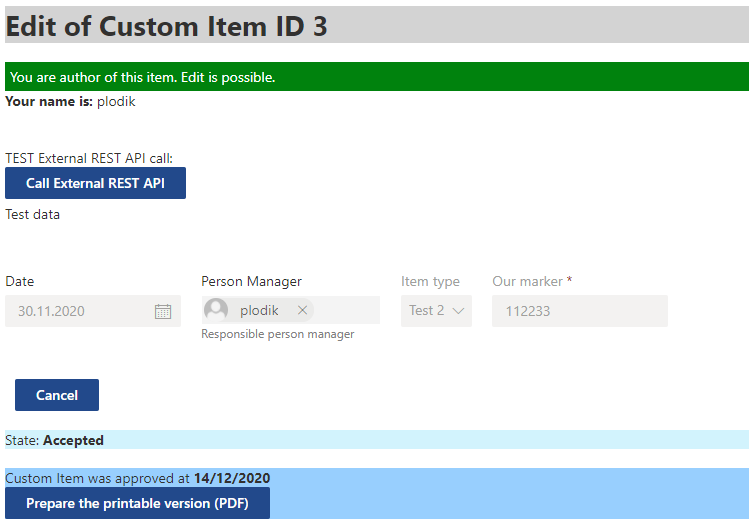 Edit of Custom Item ID 3
You are author of this item. Edit is possible.
Your name is: plodik
TEST External REST API call:
Call External REST API
Test data
Date
Person Manager
Item type
Our marker *
30.11.2020
plodik
Test 2
112233
Responsible person manager
Cancel
State: Accepted
Custom Item was approved at 14/12/2020
Prepare the printable version (PDF)